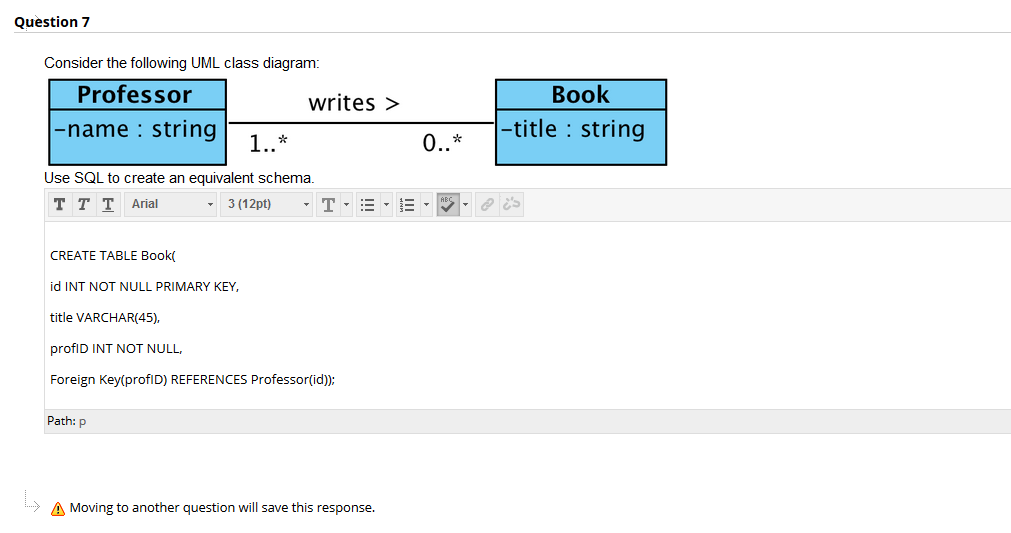 Question 7
Consider the following UML class diagram:
Professor
writes >
Book
-name : string
-title : string
1..*
0..*
Use SQL to create an equivalent schema.
T T T Arial 3 (12pt) T ABC
CREATE TABLE Book(
id INT NOT NULL PRIMARY KEY,
title VARCHAR(45),
profID INT NOT NULL,
Foreign Key(profID) REFERENCES Professor(id));
Path: p
Moving to another question will save this response.